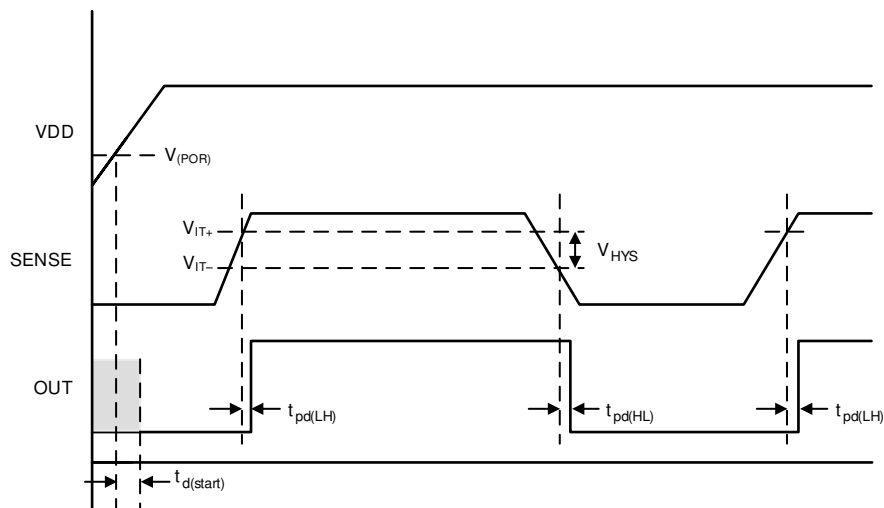 VDD
V(POR)
VIT+
VIT–
SENSE
VHYS
OUT
tpd(LH)
tpd(HL)
tpd(LH)
td(start)